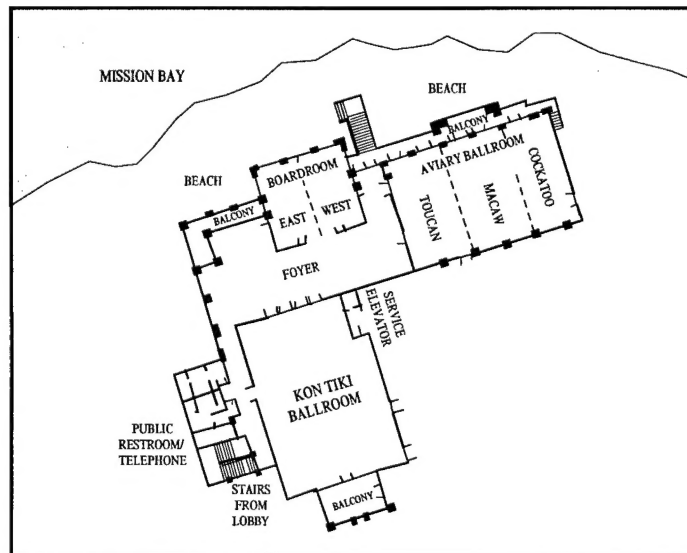 MISSION BAY
BEACH
BALCONY
AVIARY BALLROOM
COCKATOO
BOARDROOM
BEACH
EAST
WEST
TOUCAN
MACAW
BALCONY
FOYER
SERVICE
ELEVATOR
KON TIKI
BALLROOM
PUBLIC
RESTROOM/
TELEPHONE
STAIRS
FROM
LOBBY
BALCONY